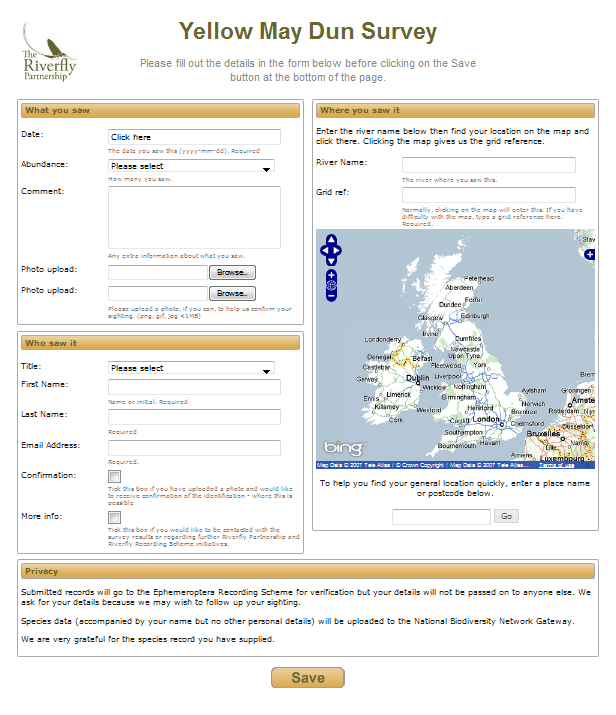 The
Riverfly
Partnership
Yellow May Dun Survey
Please fill out the details in the form below before clicking on the Save
button at the bottom of the page.
What you saw
Date:
Click here
The date you saw this (yyyy-mm-dd). Required
Abundance:
Please select
How many you saw.
Comment:
Any extra information about what you saw.
Photo upload:
Browse..
Photo upload:
Browse..
Please upload a photo, if you can, to help us confirm your
sighting. (png, gif, jpg <1MB)
Who saw it
Title:
Please select
First Name:
Name or initial. Required
Last Name:
Required
Email Address:
Required.
Confirmation:
Tick this box if you have uploaded a photo and would like
to receive confirmation of the identification - where this is
possible
More info:
Tick this box if you would like to be contacted with the
survey results or regarding further Riverfly Partnership and
Riverfly Recording Scheme initiatives.
Where you saw it
Enter the river name below then find your location on the map and
click there. Clicking the map gives us the grid reference.
River Name:
The river where you saw this.
Grid ref:
Normally, clicking on the map will enter this. If you have
difficulty with the map, type a grid reference here.
Required.
Stav
Peterhead
Aberdeen
Forfar
Dundee
Glasgow
Edinburgh
Londonderry
Dumfries
Donegal
Belfast
Newcastle
Upon Tyne
Castlebar
Fleetwood
York
Galway
Dublin
Liverpool
Wicklow
Nottingham
Brem
Ennis
Limerick
Birmingham
Aylsham
Groningen
Killarney
Wexford
Hereford
Norwich
Amste
Cork
Cardiff
London
Braintree
Rotterdam
Nijm
Southampton
Chelmsford
Düsseldorf
Bournemouth
Havant
Bruxelles
Lille
Namur
Amiens
Luxembourg
bing
Map Data © 2007 Tele Atlas / © Crown Copyright / Map Data © 2007 Tele Atlas...
Terms of Use
To help you find your general location quickly, enter a place name
or postcode below.
Go
Privacy
Submitted records will go to the Ephemeroptera Recording Scheme for verification but your details will not be passed on to anyone else. We
ask for your details because we may wish to follow up your sighting.
Species data (accompanied by your name but no other personal details) will be uploaded to the National Biodiversity Network Gateway.
We are very grateful for the species record you have supplied.
Save